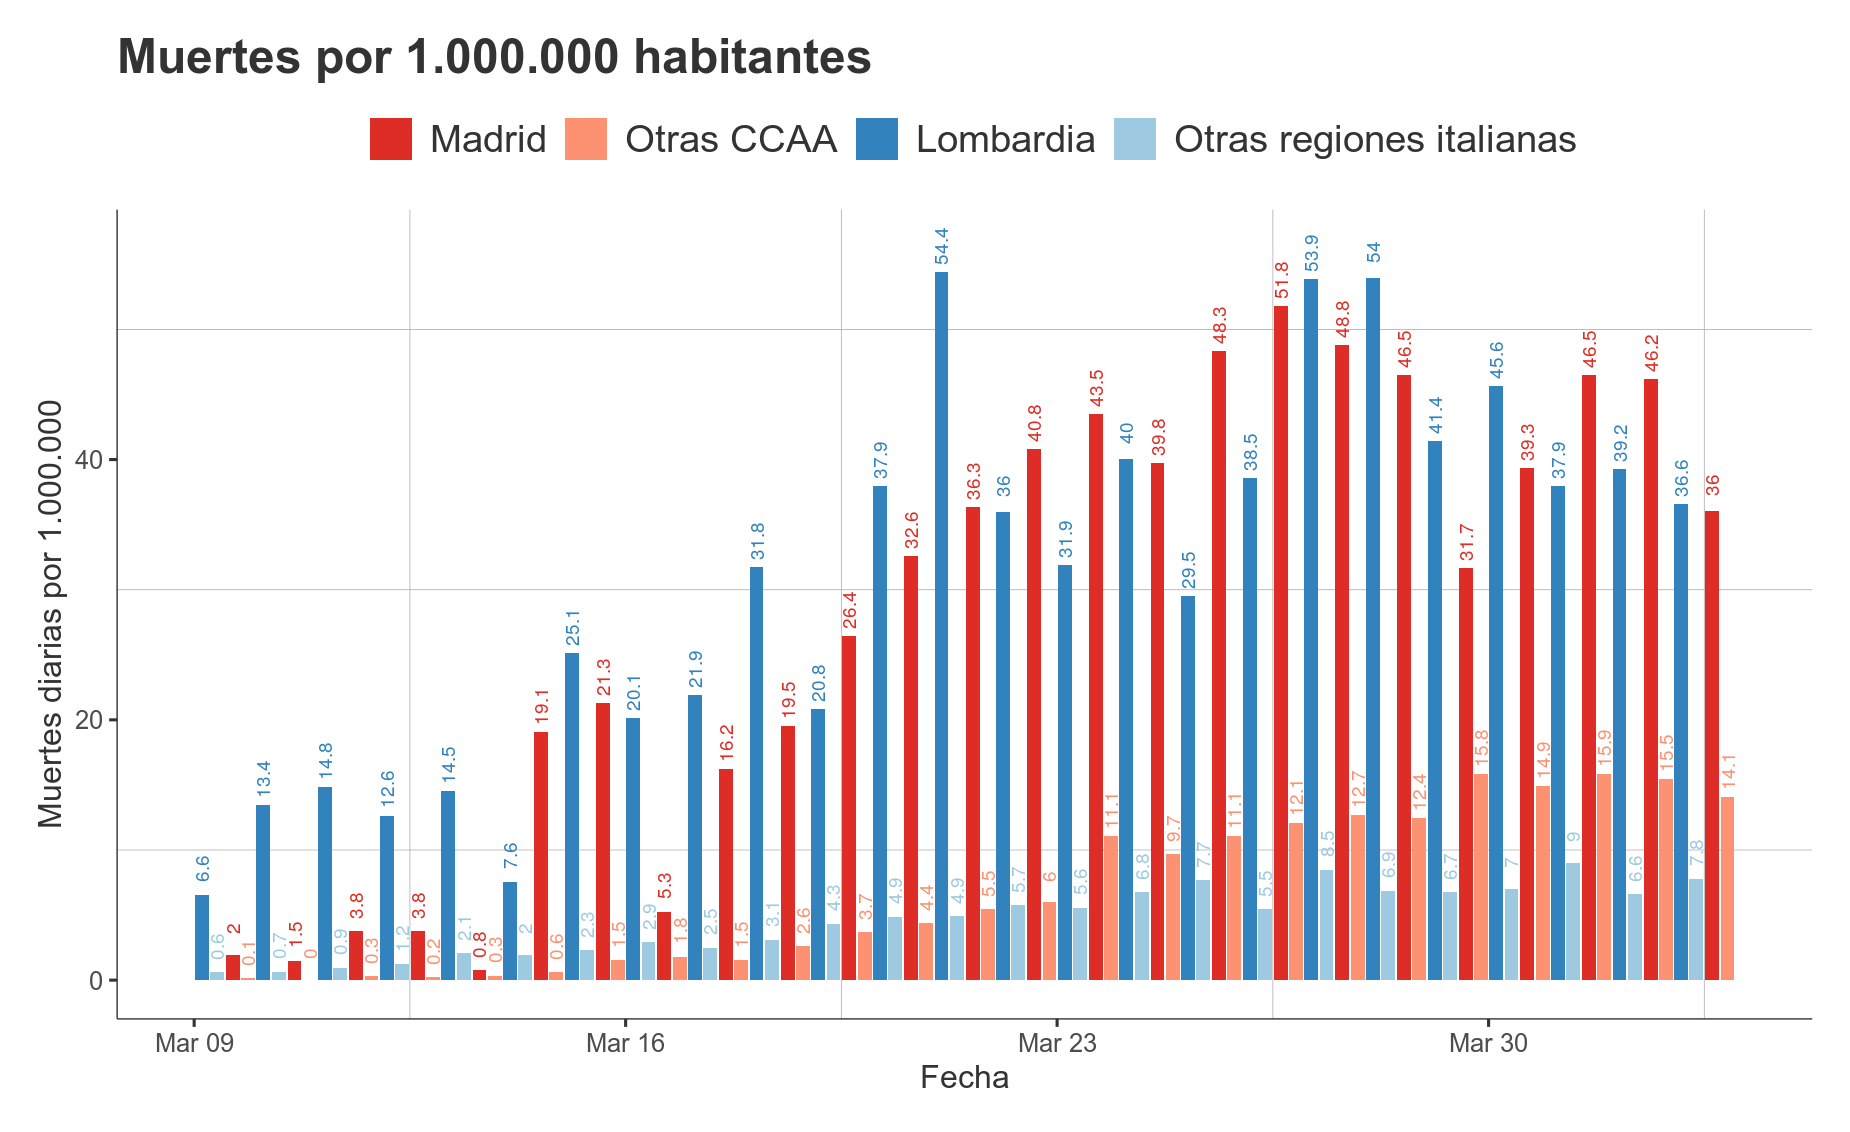 Muertes por 1.000.000 habitantes
Madrid Otras CCAA Lombardia Otras regiones italianas
Muertes diarias por 1.000.000
40
20
0
6.6 0.6 2 0.1 13.4 0.7 1.5 0 14.8 0.9 3.8 0.3 12.6 1.2 3.8 0.2 14.5 2.1 0.8 0.3 7.6 2 19.1 0.6 25.1 2.3 21.3 1.5 20.1 2.9 5.3 1.8 21.9 2.5 16.2 1.5 31.8 3.1 19.5 2.6 20.8 4.3 26.4 3.7 37.9 4.9 32.6 4.4 54.4 4.9 36.3 5.5 36 5.7 40.8 6 31.9 5.6 43.5 11.1 40 6.8 39.8 9.7 29.5 7.7 48.3 11.1 38.5 5.5 51.8 12.1 53.9 8.5 48.8 12.7 54 6.9 46.5 12.4 41.4 6.7 31.7 15.8 45.6 7 39.3 14.9 37.9 9 46.5 15.9 39.2 6.6 46.2 15.5 36.6 7.8 36 14.1
Mar 09 Mar 16 Mar 23 Mar 30
Fecha